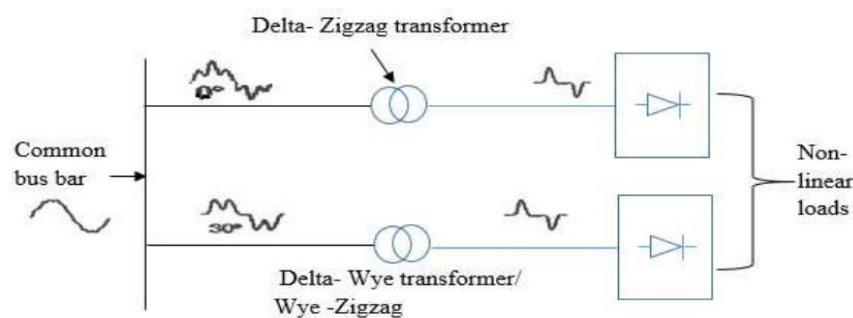 Delta- Zigzag transformer
0°
Common
bus bar
Non-
linear
loads
30°
Delta- Wye transformer/
Wye -Zigzag